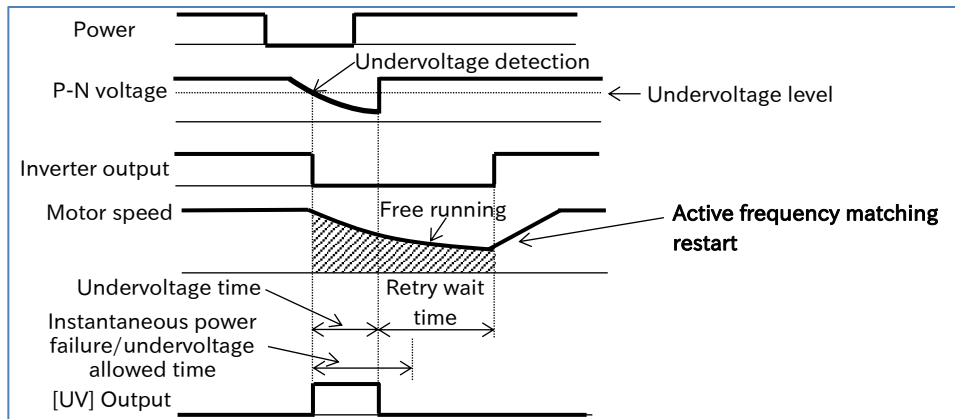 Power
Undervoltage detection
P-N voltage
Undervoltage level
Inverter output
Motor speed
Free running
Active frequency matching
restart
Undervoltage time
Retry wait
time
Instantaneous power
failure/undervoltage
allowed time
[UV] Output